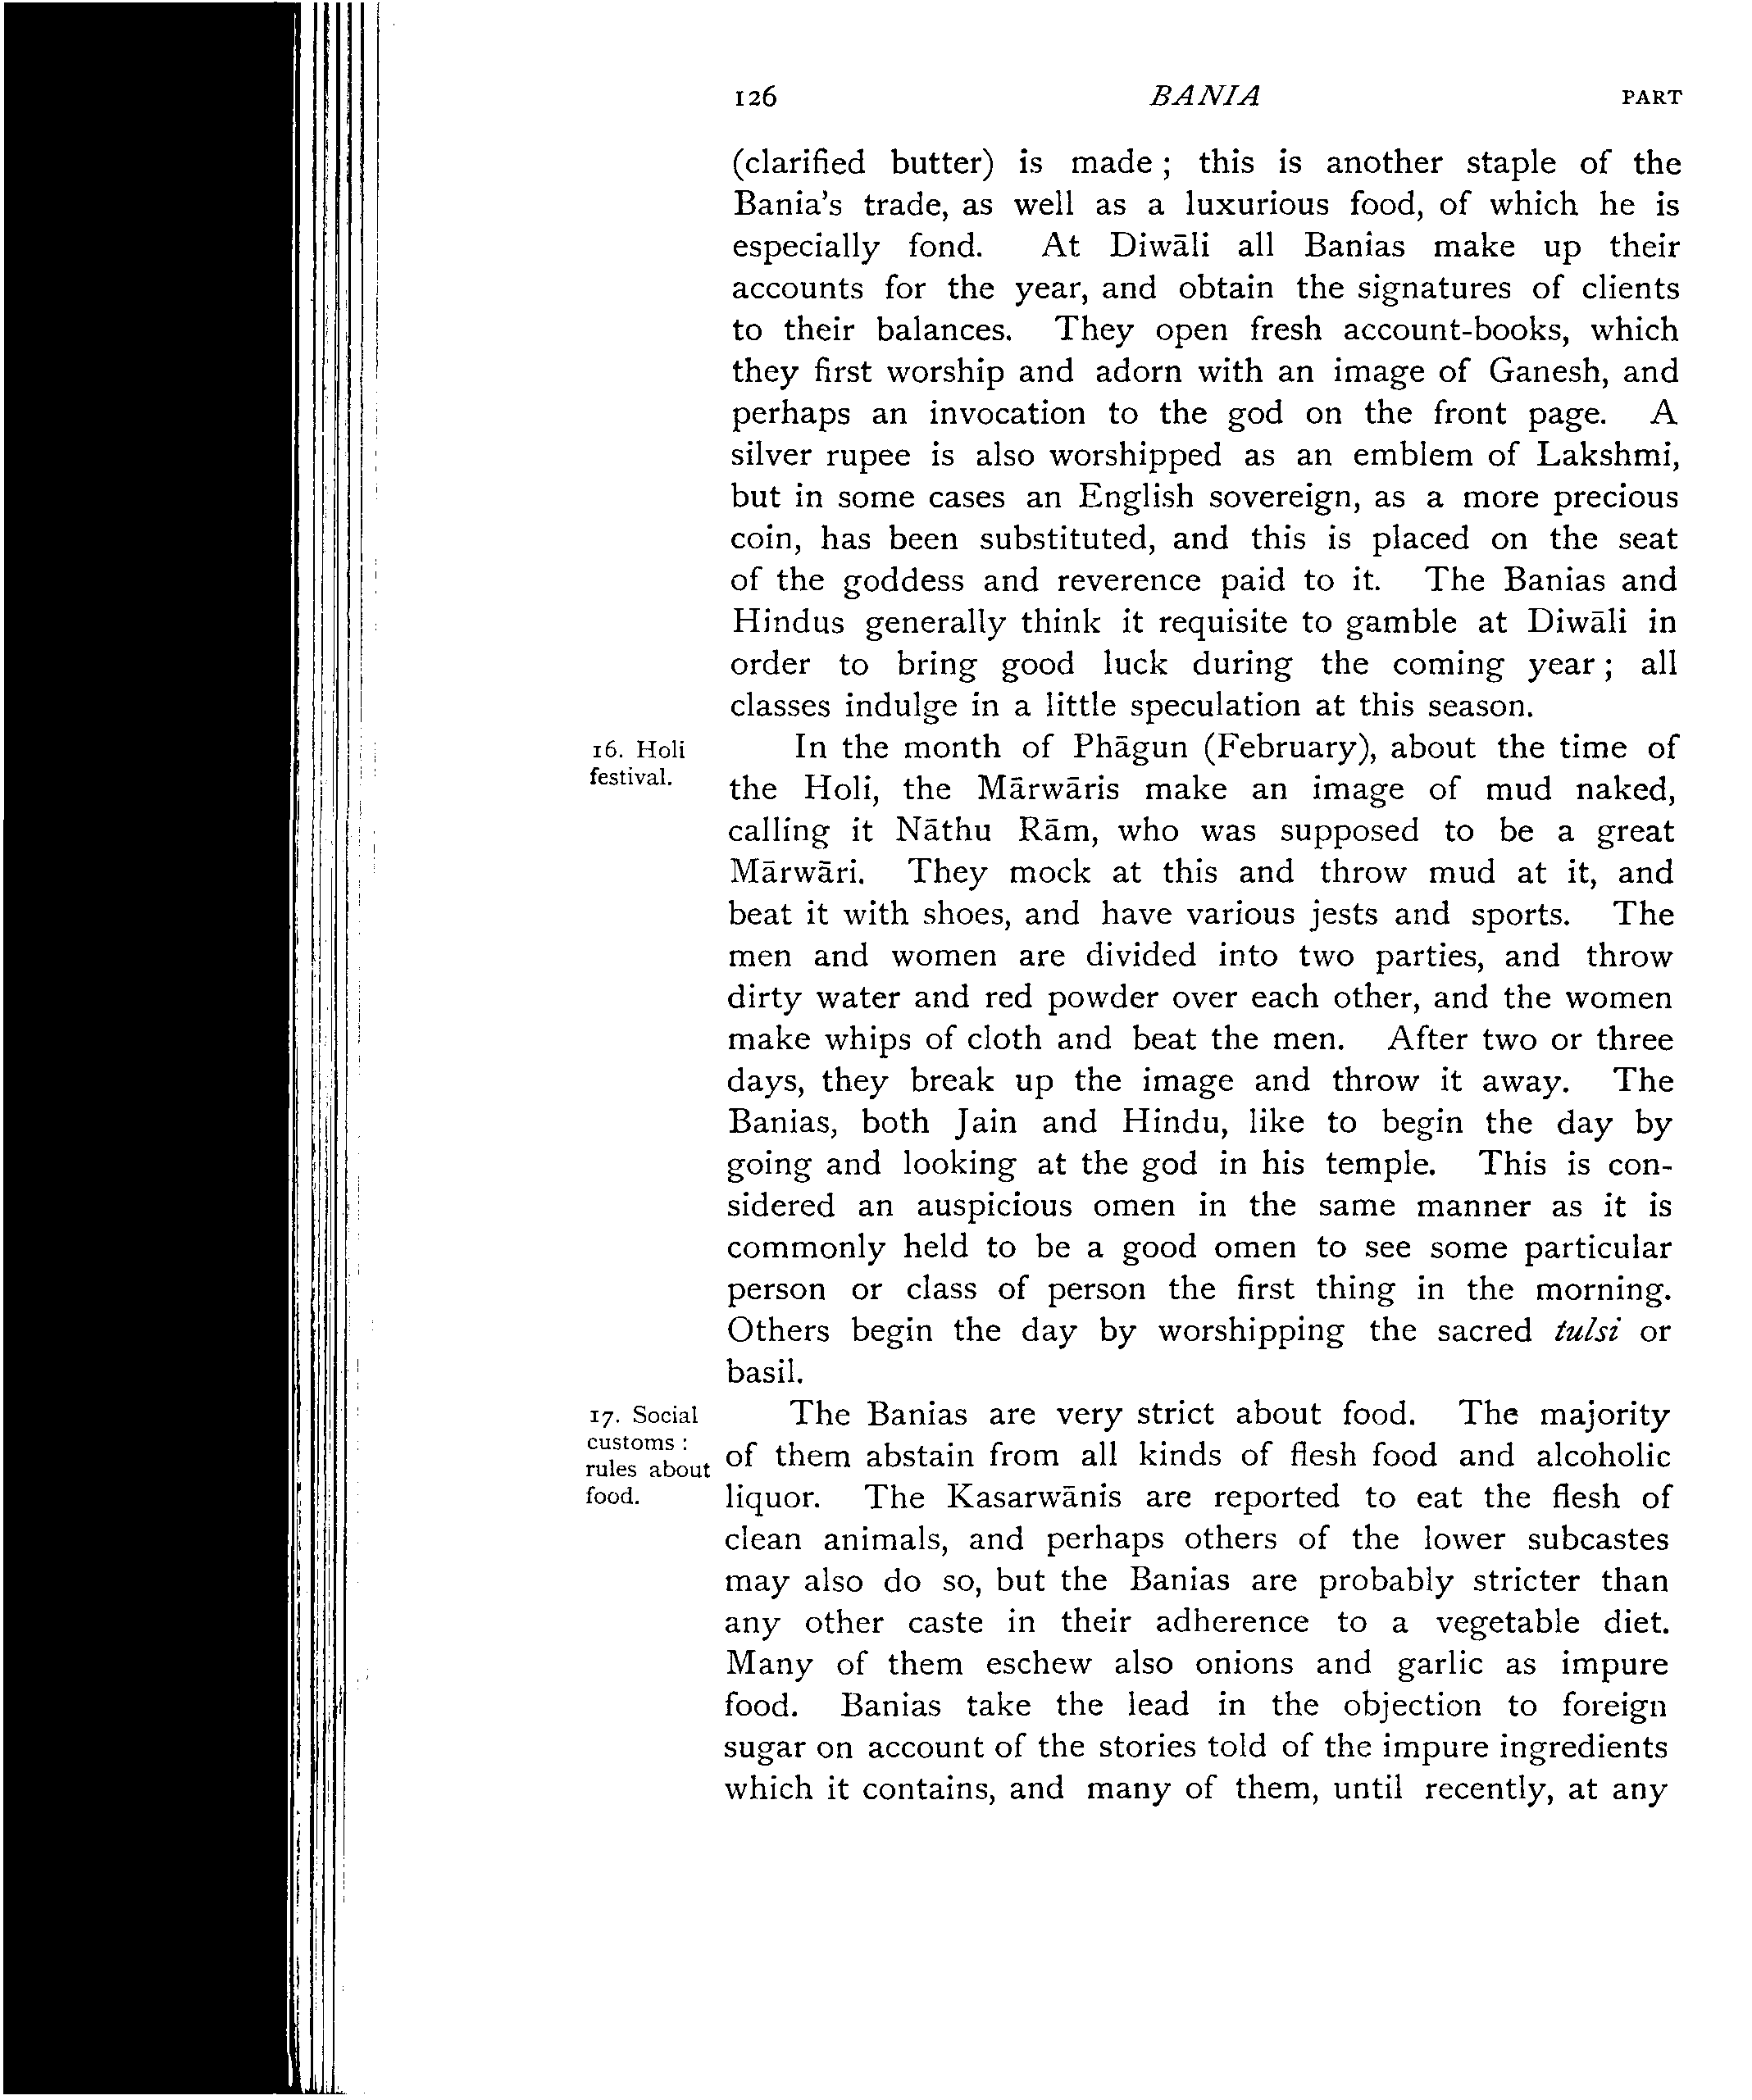 126 BANIA PART
(clarified butter) is made ; this is another staple of the
Bania's trade, as well as a luxurious food, of which he is
especially fond. At Diwāli all Banias make up their
accounts for the year, and obtain the signatures of clients
to their balances. They open fresh account-books, which
they first worship and adorn with an image of Ganesh, and
perhaps an invocation to the god on the front page. A
silver rupee is also worshipped as an emblem of Lakshmi,
but in some cases an English sovereign, as a more precious
coin, has been substituted, and this is placed on the seat
of the goddess and reverence paid to it. The Banias and
Hindus generally think it requisite to gamble at Diwāli in
order to bring good luck during the coming year ; all
classes indulge in a little speculation at this season.
16. Holi
festival.
In the month of Phāgun (February), about the time of
the Holi, the Mārwāris make an image of mud naked,
calling it Nāthu Rām, who was supposed to be a great
Mārwāri. They mock at this and throw mud at it, and
beat it with shoes, and have various jests and sports. The
men and women are divided into two parties, and throw
dirty water and red powder over each other, and the women
make whips of cloth and beat the men. After two or three
days, they break up the image and throw it away. The
Banias, both Jain and Hindu, like to begin the day by
going and looking at the god in his temple. This is con-
sidered an auspicious omen in the same manner as it is
commonly held to be a good omen to see some particular
person or class of person the first thing in the morning.
Others begin the day by worshipping the sacred tulsi or
basil.
17. Social
customs :
rules about
food.
The Banias are very strict about food. The majority
of them abstain from all kinds of flesh food and alcoholic
liquor. The Kasarwānis are reported to eat the flesh of
clean animals, and perhaps others of the lower subcastes
may also do so, but the Banias are probably stricter than
any other caste in their adherence to a vegetable diet.
Many of them eschew also onions and garlic as impure
food. Banias take the lead in the objection to foreign
sugar on account of the stories told of the impure ingredients
which it contains, and many of them, until recently, at any